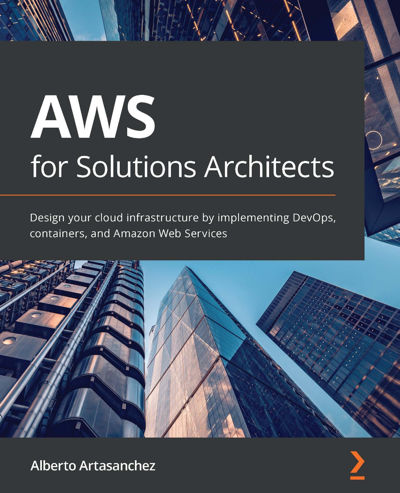 AWS
for Solutions Architects
Design your cloud infrastructure by implementing DevOps,
containers, and Amazon Web Services
Alberto Artasanchez